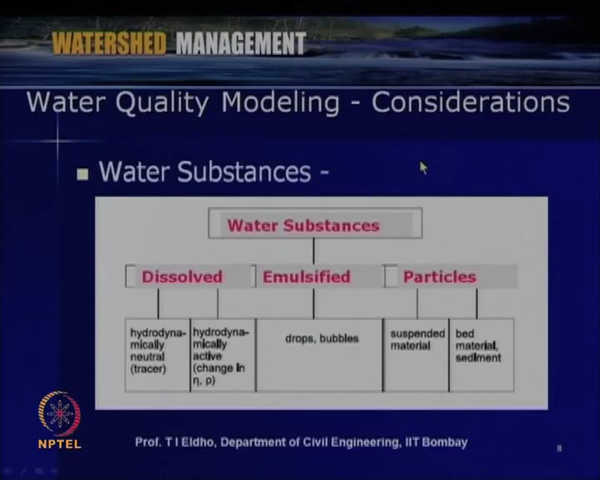 WATERSHED MANAGEMENT
Water Quality Modeling - Considerations
Water Substances -
Water Substances
Dissolved Emulsified Particles
hydrodyna-
mically
neutral
(tracer)
hydrodyna-
mically
active
(change in
η, ρ)
drops, bubbles
suspended
material
bed
material,
sediment
NPTEL
Prof. T I Eldho, Department of Civil Engineering, IIT Bombay
8